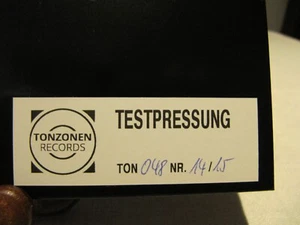 TONZONEN
RECORDS
TESTPRESSUNG
TON 048 NR. 14/15